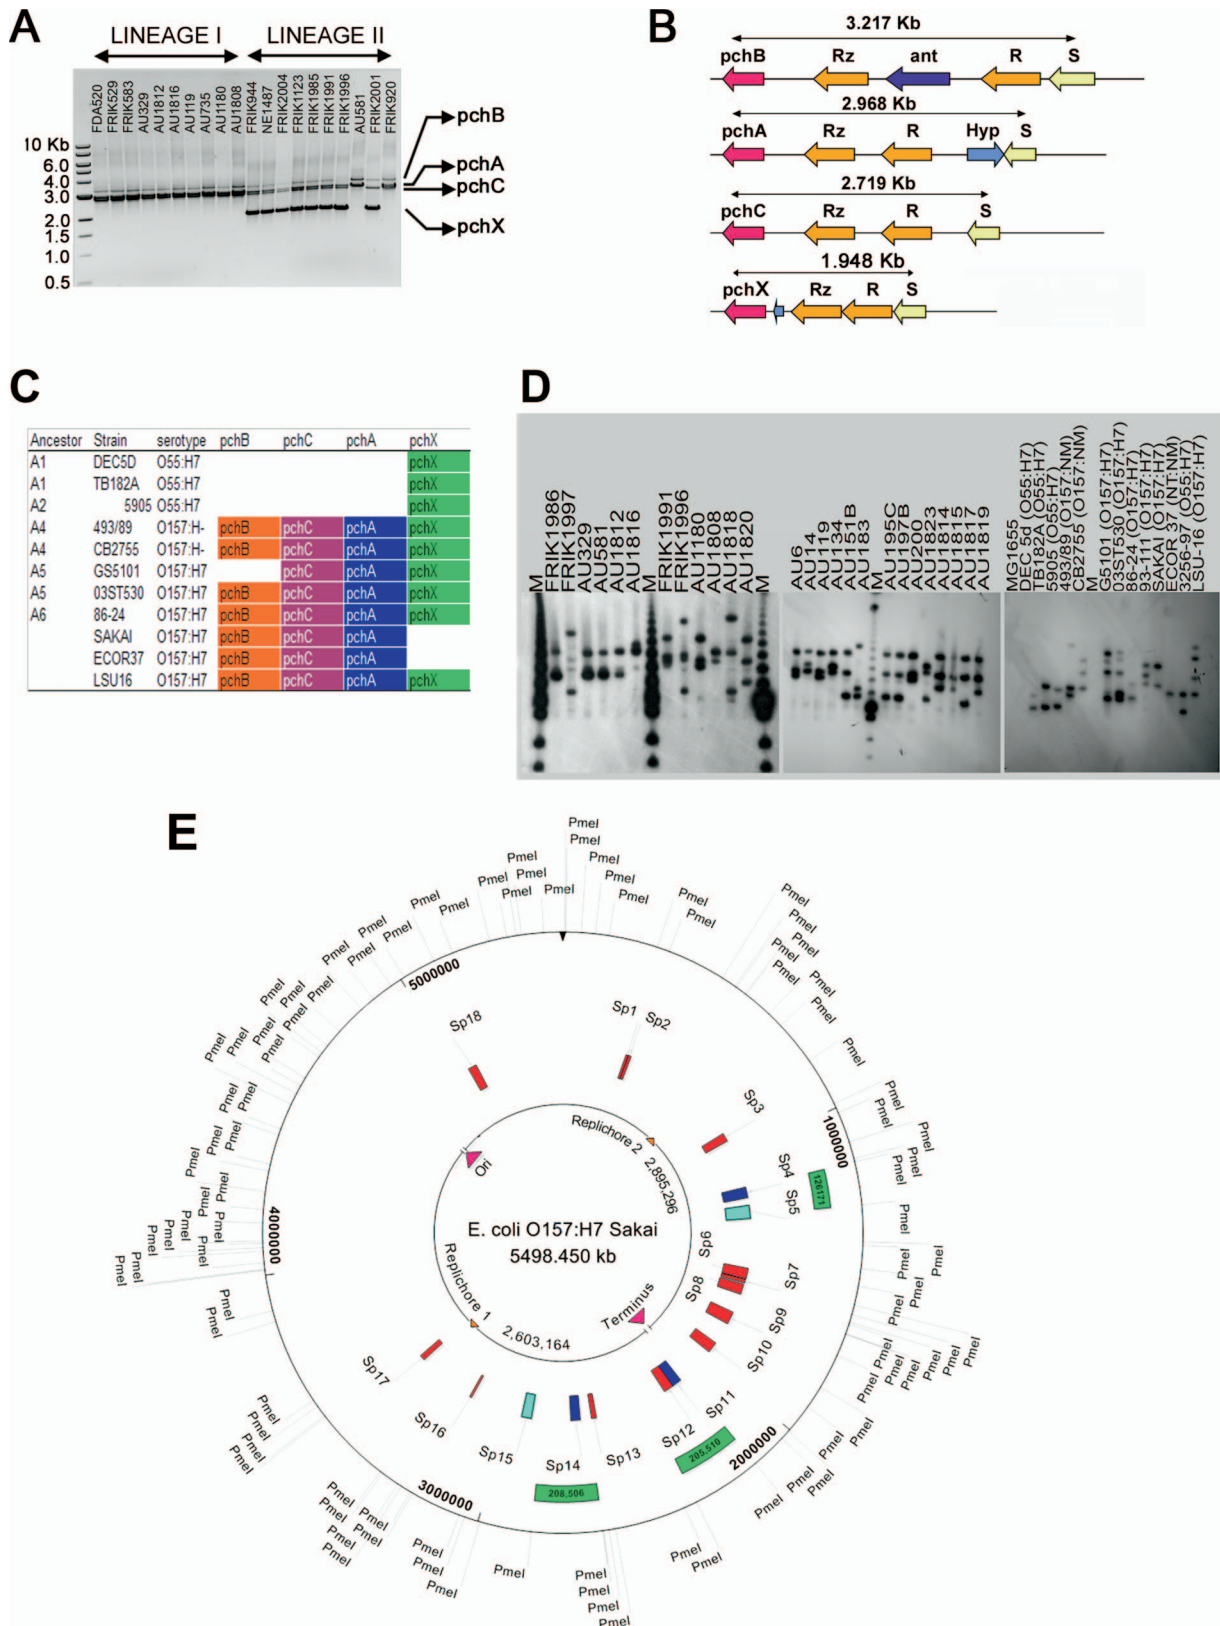 A
LINEAGE I
LINEAGE II
FDA520
FRIK529
FRIK583
AU329
AU1812
AU1816
AU119
AU735
AU1180
AU1808
FRIK944
NE1487
FRIK2004
FRIK1123
FRIK1985
FRIK1991
FRIK1996
AU581
FRIK2001
FRIK920
10 Kb
6.0
4.0
3.0
2.0
1.5
1.0
0.5
pchB
pchA
pchC
pchX
B
3.217 Kb
pchB Rz ant R S
2.968 Kb
pchA Rz R Hyp S
2.719 Kb
pchC Rz R S
1.948 Kb
pchX Rz R S
C
Ancestor Strain serotype pchB pchC pchA pchX
A1 DEC5D O55:H7 pchX
A1 TB182A O55:H7 pchX
A2 5905 O55:H7 pchX
A4 493/89 O157:H- pchB pchC pchA pchX
A4 CB2755 O157:H- pchB pchC pchA pchX
A5 GS5101 O157:H7 pchC pchA pchX
A5 03ST530 O157:H7 pchB pchC pchA pchX
A6 86-24 O157:H7 pchB pchC pchA pchX
SAKAI O157:H7 pchB pchC pchA
ECOR37 O157:H7 pchB pchC pchA
LSU16 O157:H7 pchB pchC pchA pchX
D
M
FRIK1986
FRIK1997
AU329
AU581
AU1812
AU1816
M
FRIK1991
FRIK1996
AU1180
AU1808
AU1818
AU1820
M
AU6
AU14
AU119
AU134
AU151B
AU183
M
AU195C
AU197B
AU200
AU1823
AU1814
AU1815
AU1817
AU1819
MG1655
DEC 5d (O55:H7)
TB182A (O55:H7)
5905 (O55:H7)
493/89 (O157:NM)
CB2755 (O157:NM)
M
G5101 (O157:H7)
03ST530 (O157:H7)
86-24 (O157:H7)
93-111 (O157:H7)
SAKAI (O157:H7)
ECOR 37 (NT:NM)
3256-97 (O55:H7)
LSU-16 (O157:H7)
E
PmeI
PmeI
PmeI
PmeI
PmeI
PmeI
PmeI
PmeI
PmeI
PmeI
5000000
1000000
2000000
3000000
4000000
Sp1
Sp2
Sp3
Sp4
Sp5
Sp6
Sp7
Sp8
Sp9
Sp10
Sp11
Sp12
Sp13
Sp14
Sp15
Sp16
Sp17
Sp18
126171
205,510
208,506
Replichore 2
2,895,296
Ori
E. coli O157:H7 Sakai
5498.450 kb
Replichore 1
2,603,164
Terminus